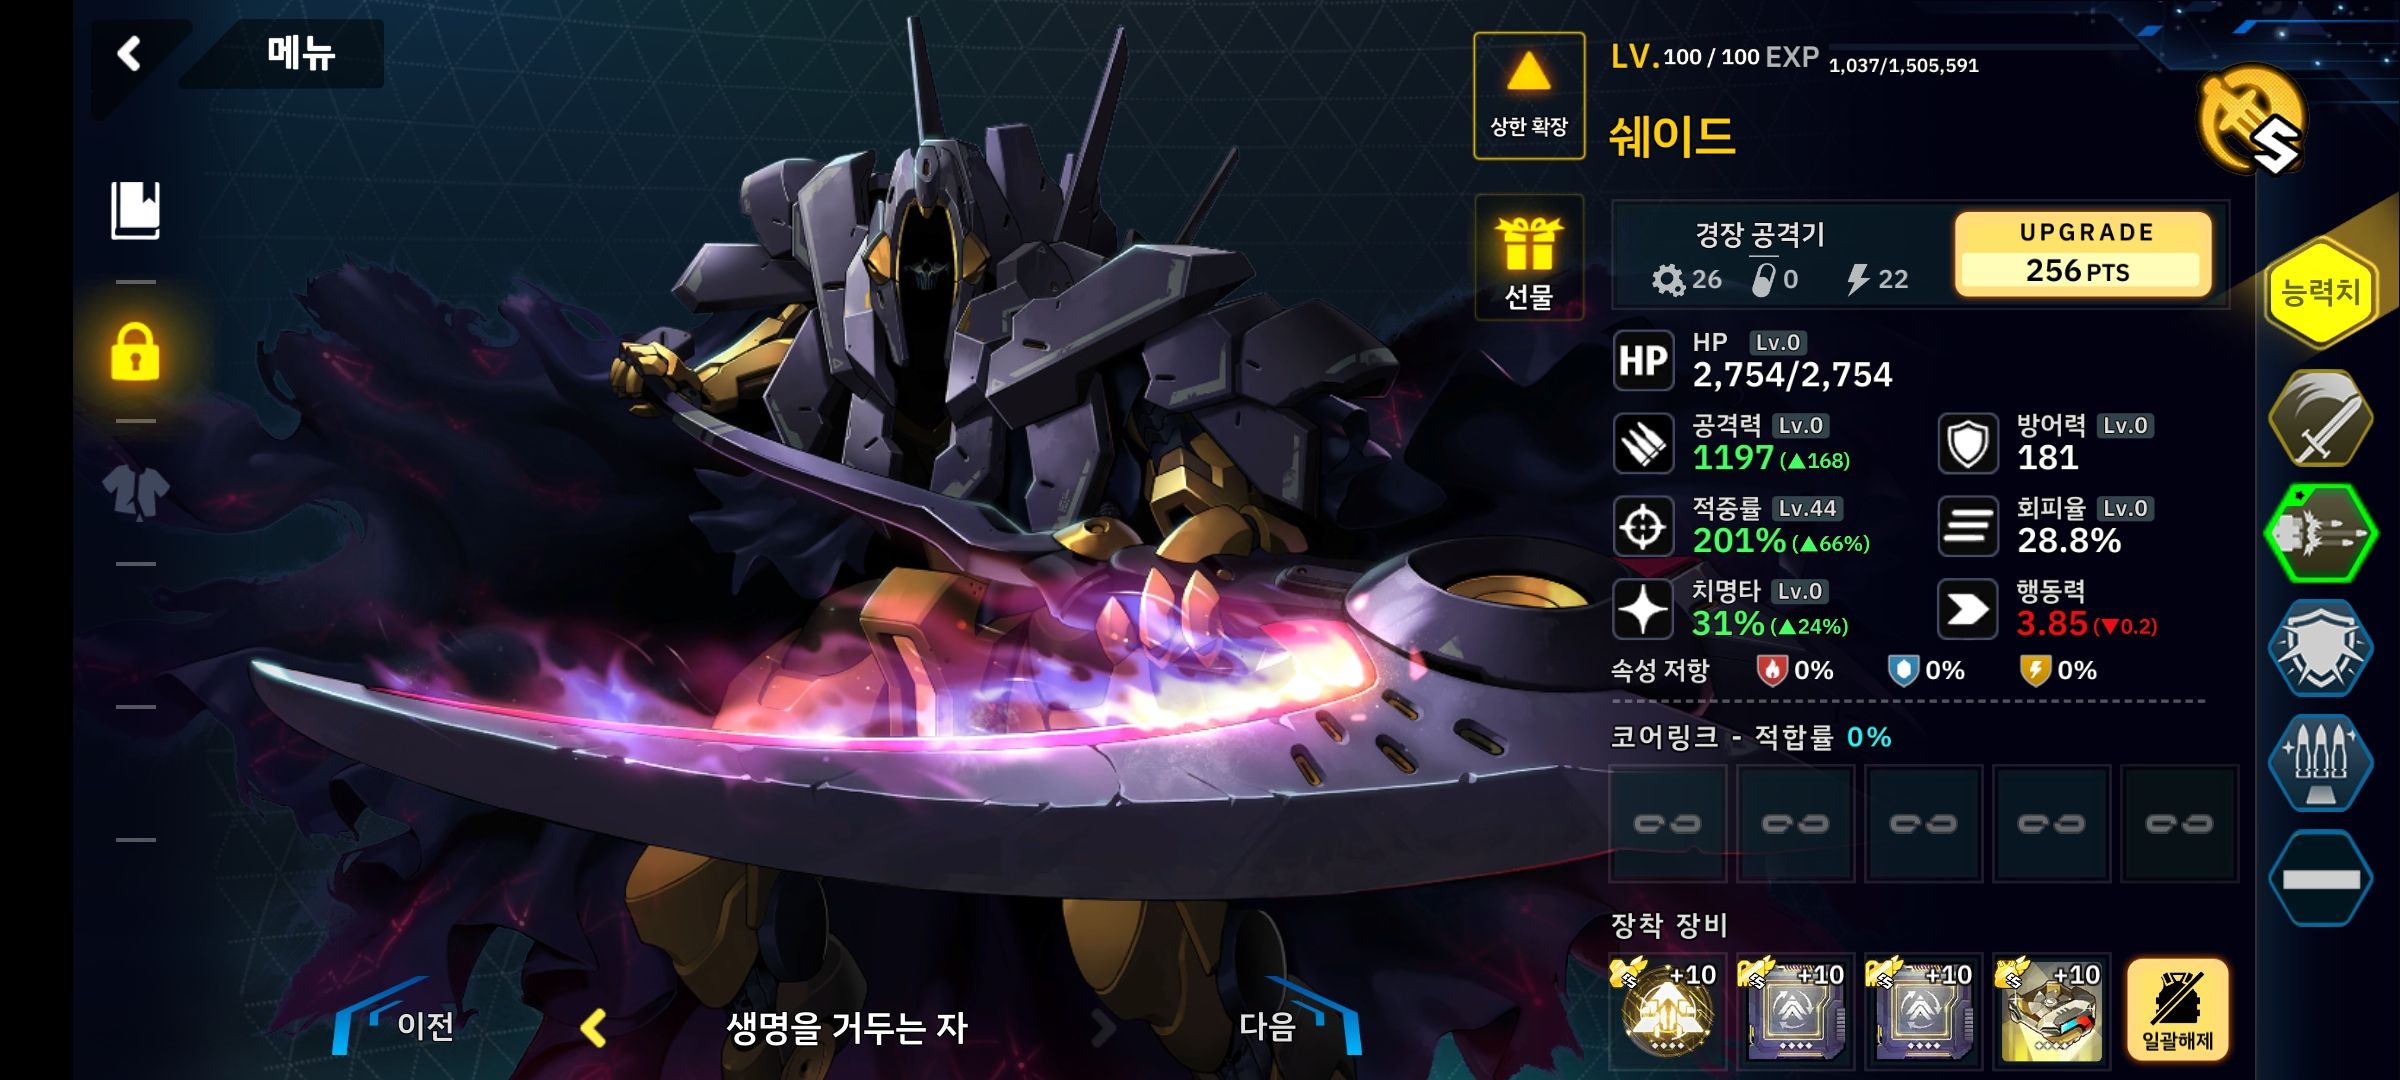 메뉴
상한 확장
LV.100 / 100 EXP 1,037/1,505,591
쉐이드
S
선물
경장 공격기
26 0 22
UPGRADE
256 PTS
능력치
HP
HP Lv.0
2,754/2,754
공격력 Lv.0
1197 (▲168)
방어력 Lv.0
181
적중률 Lv.44
201% (▲66%)
회피율 Lv.0
28.8%
치명타 Lv.0
31% (▲24%)
행동력
3.85 (▼0.2)
속성 저항 0% 0% 0%
코어링크 - 적합률 0%
장착 장비
+10 +10 +10 +10
일괄해제
이전
생명을 거두는 자
다음